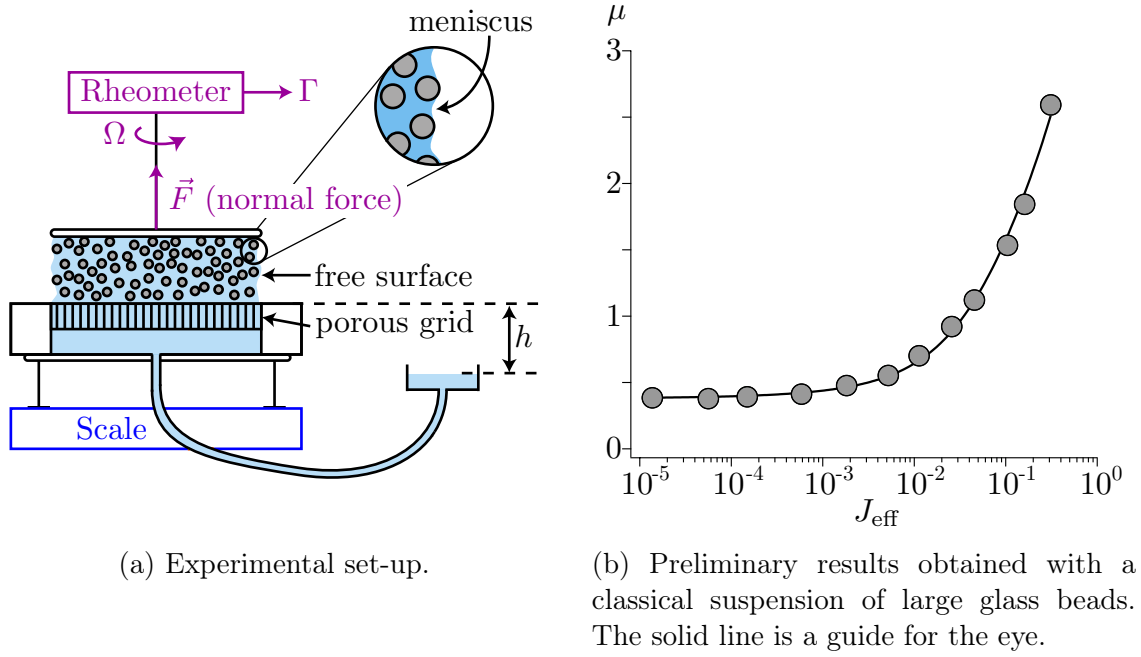 meniscus
Rheometer
Γ
Ω
F⃗ (normal force)
free surface
porous grid
h
Scale
(a) Experimental set-up.
μ
3
2
1
0
10⁻⁵ 10⁻⁴ 10⁻³ 10⁻² 10⁻¹ 10⁰
J_eff
(b) Preliminary results obtained with a
classical suspension of large glass beads.
The solid line is a guide for the eye.